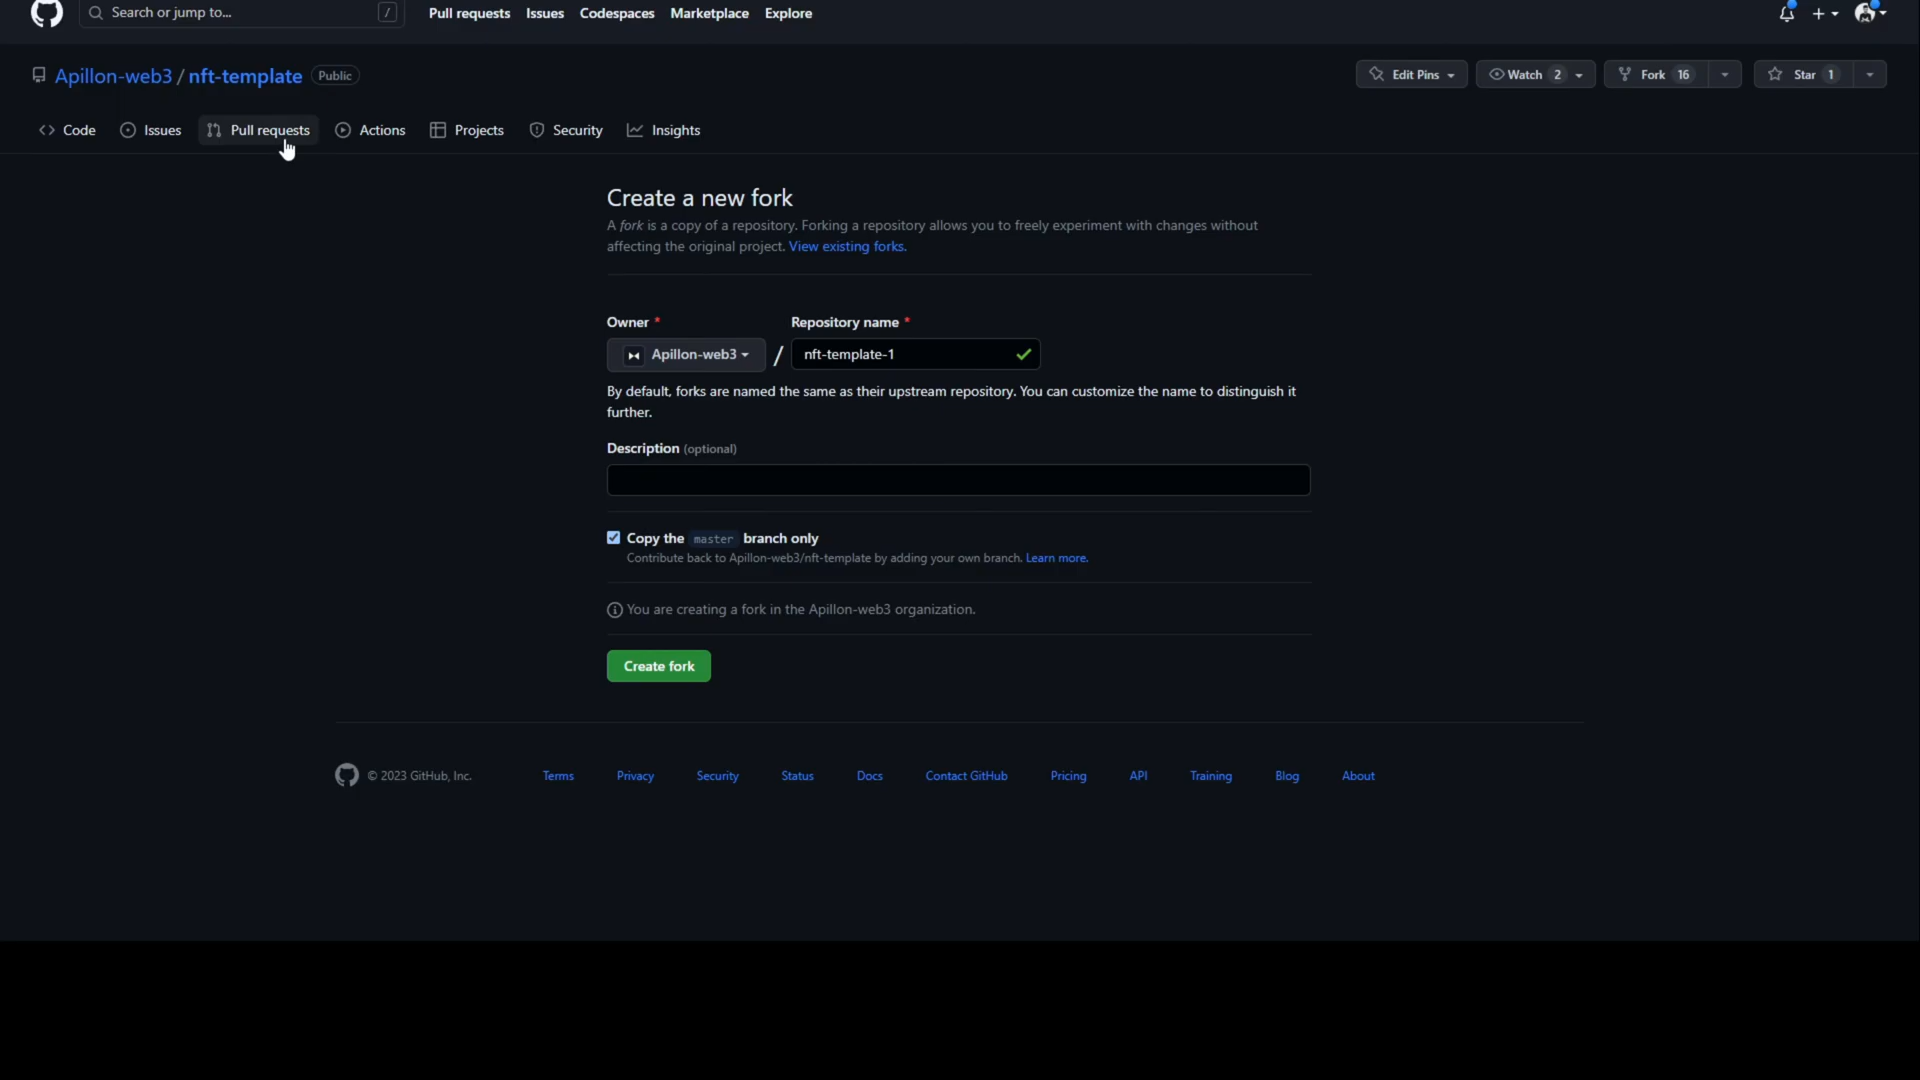 Search or jump to... /
Pull requests Issues Codespaces Marketplace Explore
Apillon-web3 / nft-template Public
Edit Pins Watch 2 Fork 16 Star 1
Code Issues Pull requests Actions Projects Security Insights
Create a new fork
A fork is a copy of a repository. Forking a repository allows you to freely experiment with changes without
affecting the original project. View existing forks.
Owner * Repository name *
Apillon-web3 / nft-template-1
By default, forks are named the same as their upstream repository. You can customize the name to distinguish it
further.
Description (optional)
Copy the master branch only
Contribute back to Apillon-web3/nft-template by adding your own branch. Learn more.
You are creating a fork in the Apillon-web3 organization.
Create fork
© 2023 GitHub, Inc. Terms Privacy Security Status Docs Contact GitHub Pricing API Training Blog About